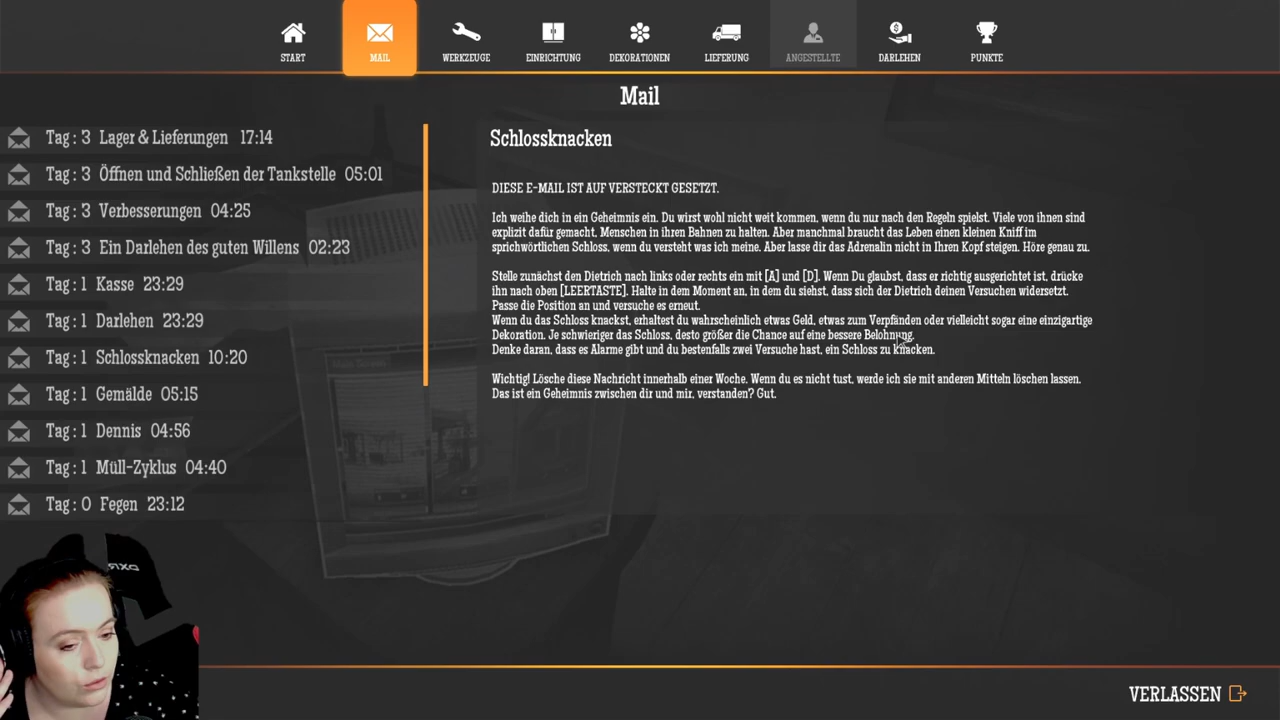 START
MAIL
WERKZEUGE
EINRICHTUNG
DEKORATIONEN
LIEFERUNG
ANGESTELLTE
DARLEHEN
PUNKTE
Mail
Tag : 3 Lager & Lieferungen 17:14
Tag : 3 Öffnen und Schließen der Tankstelle 05:01
Tag : 3 Verbesserungen 04:25
Tag : 3 Ein Darlehen des guten Willens 02:23
Tag : 1 Kasse 23:29
Tag : 1 Darlehen 23:29
Tag : 1 Schlossknacken 10:20
Tag : 1 Gemälde 05:15
Tag : 1 Dennis 04:56
Tag : 1 Müll-Zyklus 04:40
Tag : 0 Fegen 23:12
Schlossknacken
DIESE E-MAIL IST AUF VERSTECKT GESETZT.
Ich weihe dich in ein Geheimnis ein. Du wirst wohl nicht weit kommen, wenn du nur nach den Regeln spielst. Viele von ihnen sind
explizit dafür gemacht, Menschen in ihren Bahnen zu halten. Aber manchmal braucht das Leben einen kleinen Kniff im
sprichwörtlichen Schloss, wenn du versteht was ich meine. Aber lasse dir das Adrenalin nicht in Ihren Kopf steigen. Höre genau zu.
Stelle zunächst den Dietrich nach links oder rechts ein mit [A] und [D]. Wenn Du glaubst, dass er richtig ausgerichtet ist, drücke
ihn nach oben [LEERTASTE]. Halte in dem Moment an, in dem du siehst, dass sich der Dietrich deinen Versuchen widersetzt.
Passe die Position an und versuche es erneut.
Wenn du das Schloss knackst, erhaltest du wahrscheinlich etwas Geld, etwas zum Verpfänden oder vielleicht sogar eine einzigartige
Dekoration. Je schwieriger das Schloss, desto größer die Chance auf eine bessere Belohnung.
Denke daran, dass es Alarme gibt und du bestenfalls zwei Versuche hast, ein Schloss zu knacken.
Wichtig! Lösche diese Nachricht innerhalb einer Woche. Wenn du es nicht tust, werde ich sie mit anderen Mitteln löschen lassen.
Das ist ein Geheimnis zwischen dir und mir, verstanden? Gut.
VERLASSEN